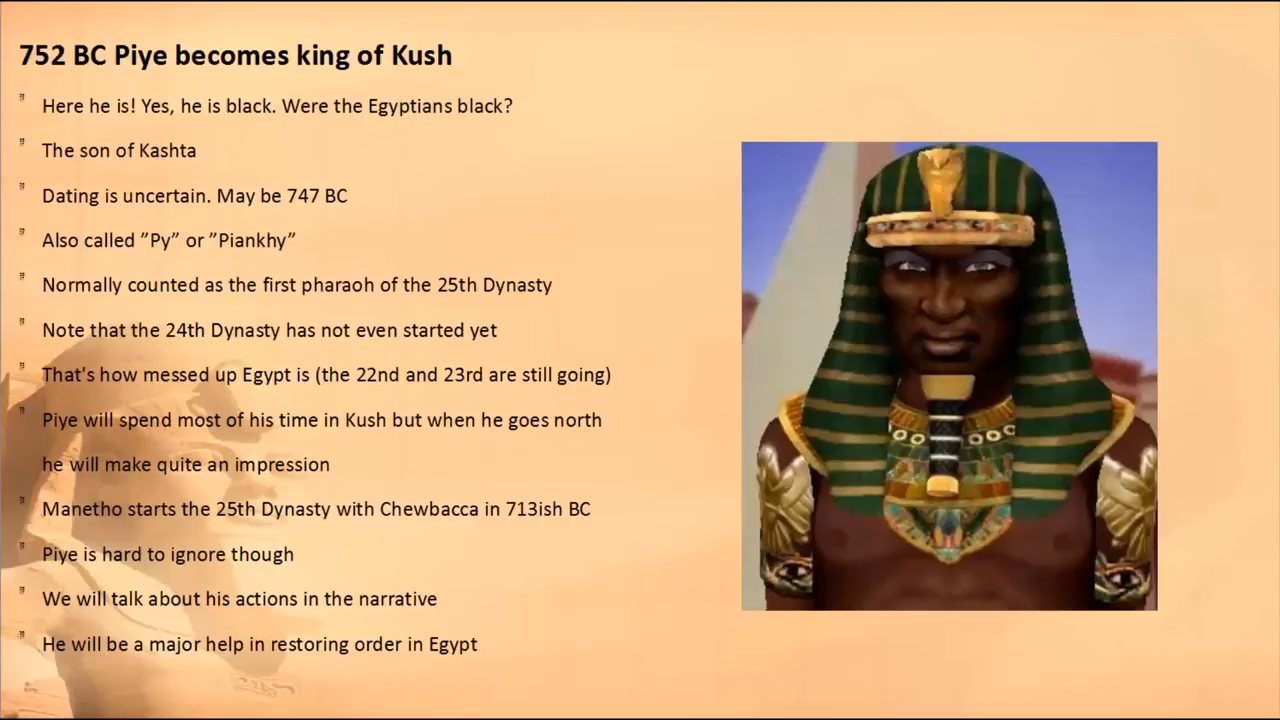 752 BC Piye becomes king of Kush
Here he is! Yes, he is black. Were the Egyptians black?
The son of Kashta
Dating is uncertain. May be 747 BC
Also called ”Py” or ”Piankhy”
Normally counted as the first pharaoh of the 25th Dynasty
Note that the 24th Dynasty has not even started yet
That's how messed up Egypt is (the 22nd and 23rd are still going)
Piye will spend most of his time in Kush but when he goes north
he will make quite an impression
Manetho starts the 25th Dynasty with Chewbacca in 713ish BC
Piye is hard to ignore though
We will talk about his actions in the narrative
He will be a major help in restoring order in Egypt